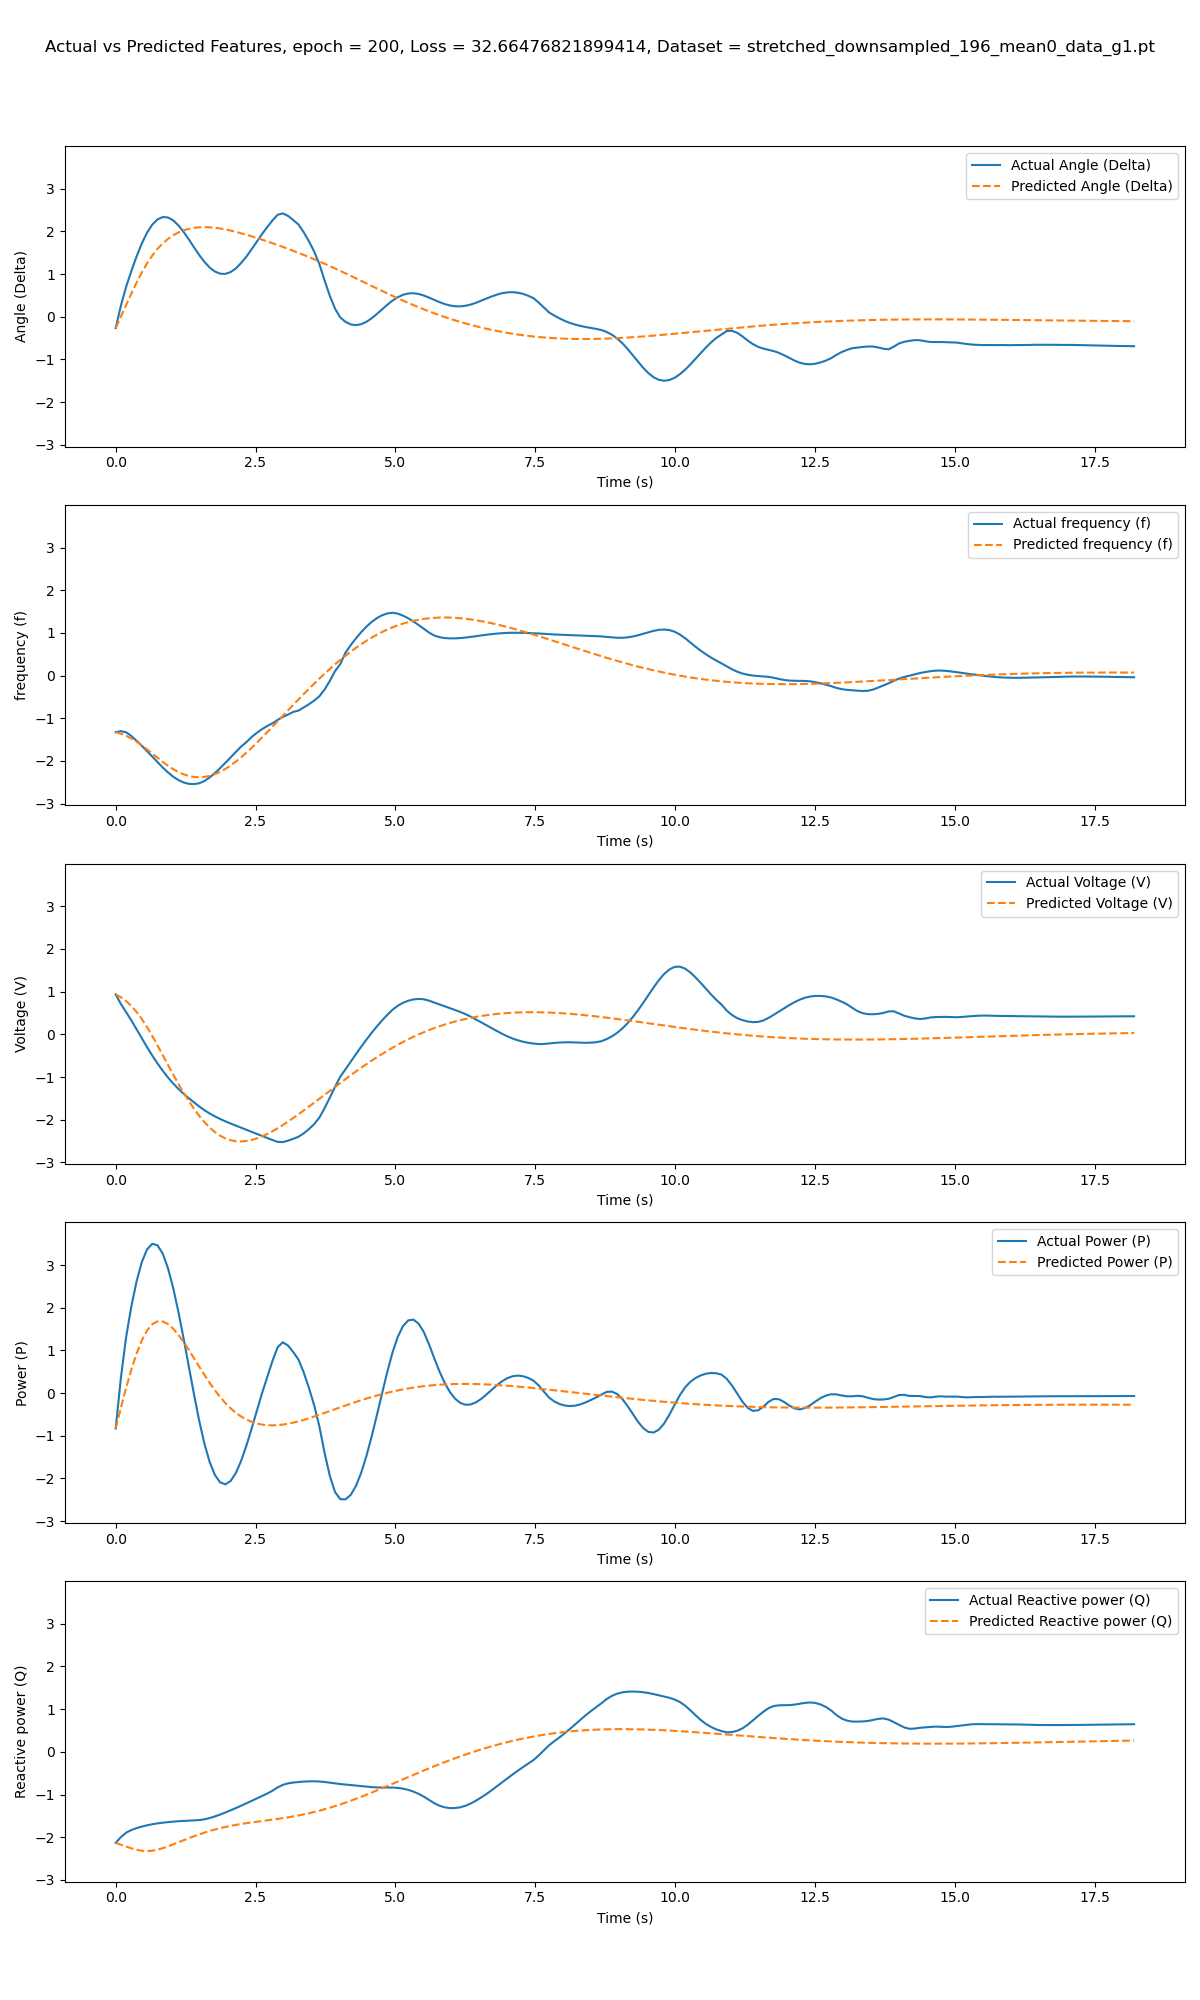 Actual vs Predicted Features, epoch = 200, Loss = 32.66476821899414, Dataset = stretched_downsampled_196_mean0_data_g1.pt
Actual Angle (Delta)
Predicted Angle (Delta)
Angle (Delta)
3
2
1
0
−1
−2
−3
0.0 2.5 5.0 7.5 10.0 12.5 15.0 17.5
Time (s)
Actual frequency (f)
Predicted frequency (f)
frequency (f)
3
2
1
0
−1
−2
−3
0.0 2.5 5.0 7.5 10.0 12.5 15.0 17.5
Time (s)
Actual Voltage (V)
Predicted Voltage (V)
Voltage (V)
3
2
1
0
−1
−2
−3
0.0 2.5 5.0 7.5 10.0 12.5 15.0 17.5
Time (s)
Actual Power (P)
Predicted Power (P)
Power (P)
3
2
1
0
−1
−2
−3
0.0 2.5 5.0 7.5 10.0 12.5 15.0 17.5
Time (s)
Actual Reactive power (Q)
Predicted Reactive power (Q)
Reactive power (Q)
3
2
1
0
−1
−2
−3
0.0 2.5 5.0 7.5 10.0 12.5 15.0 17.5
Time (s)